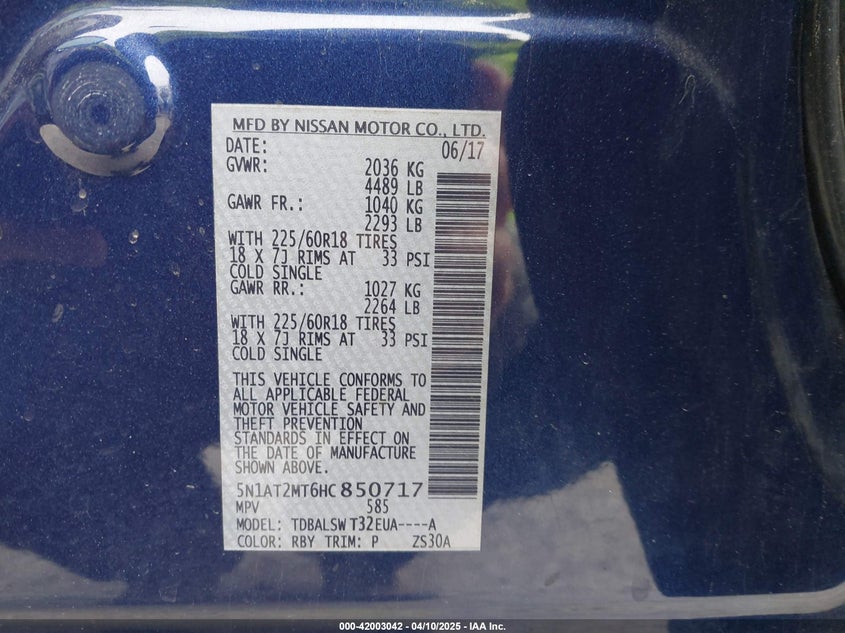 MFD BY NISSAN MOTOR CO., LTD.
DATE: 06/17
GVWR: 2036 KG
4489 LB
GAWR FR.: 1040 KG
2293 LB
WITH 225/60R18 TIRES
18 X 7J RIMS AT 33 PSI
COLD SINGLE
GAWR RR.: 1027 KG
2264 LB
WITH 225/60R18 TIRES
18 X 7J RIMS AT 33 PSI
COLD SINGLE
THIS VEHICLE CONFORMS TO
ALL APPLICABLE FEDERAL
MOTOR VEHICLE SAFETY AND
THEFT PREVENTION
STANDARDS IN EFFECT ON
THE DATE OF MANUFACTURE
SHOWN ABOVE.
5N1AT2MT6HC850717
MPV 585
MODEL: TDBALSW T32EUA----A
COLOR: RBY TRIM: P ZS30A
000-42003042 - 04/10/2025 - IAA Inc.